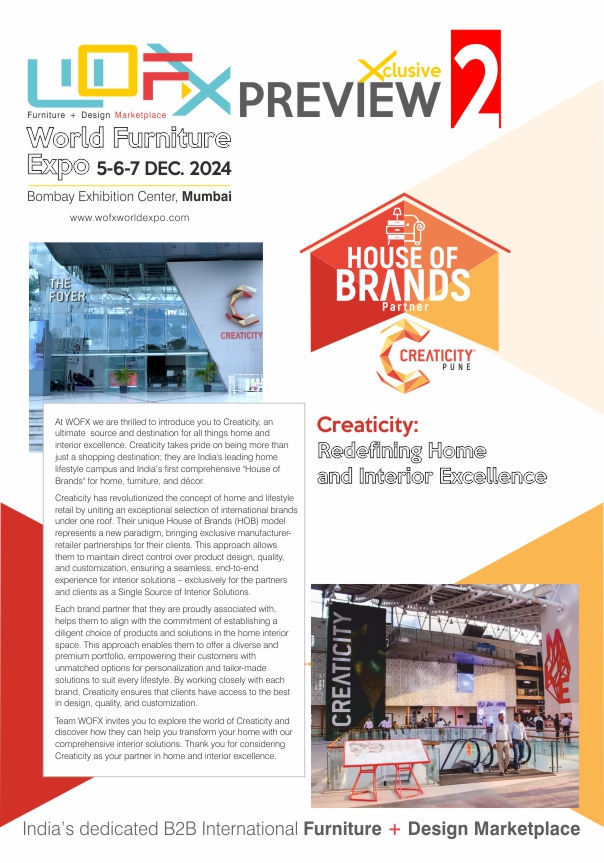 WOFX
Furniture + Design Marketplace
Xclusive
PREVIEW 2
World Furniture
Expo 5-6-7 DEC. 2024
Bombay Exhibition Center, Mumbai
www.wofxworldexpo.com
THE
FOYER
CREATICITY
HOUSE OF
BRANDS
Partner
CREATICITY
PUNE
Creaticity:
Redefining Home
and Interior Excellence
At WOFX we are thrilled to introduce you to Creaticity, an
ultimate source and destination for all things home and
interior excellence. Creaticity takes pride on being more than
just a shopping destination; they are India's leading home
lifestyle campus and India's first comprehensive "House of
Brands" for home, furniture, and décor.
Creaticity has revolutionized the concept of home and lifestyle
retail by uniting an exceptional selection of international brands
under one roof. Their unique House of Brands (HOB) model
represents a new paradigm, bringing exclusive manufacturer-
retailer partnerships for their clients. This approach allows
them to maintain direct control over product design, quality,
and customization, ensuring a seamless, end-to-end
experience for interior solutions – exclusively for the partners
and clients as a Single Source of Interior Solutions.
Each brand partner that they are proudly associated with,
helps them to align with the commitment of establishing a
diligent choice of products and solutions in the home interior
space. This approach enables them to offer a diverse and
premium portfolio, empowering their customers with
unmatched options for personalization and tailor-made
solutions to suit every lifestyle. By working closely with each
brand, Creaticity ensures that clients have access to the best
in design, quality, and customization.
Team WOFX invites you to explore the world of Creaticity and
discover how they can help you transform your home with our
comprehensive interior solutions. Thank you for considering
Creaticity as your partner in home and interior excellence.
CREATICITY
India's dedicated B2B International Furniture + Design Marketplace